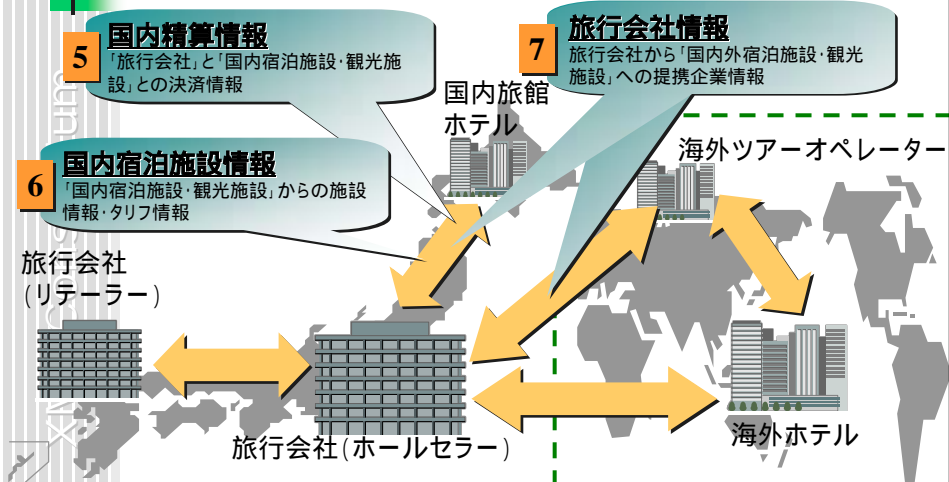 5
国内精算情報
「旅行会社」と「国内宿泊施設・観光施
設」との決済情報
7
旅行会社情報
旅行会社から「国内外宿泊施設・観光
施設」への提携企業情報
国内旅館
ホテル
海外ツアーオペレーター
6
国内宿泊施設情報
「国内宿泊施設・観光施設」からの施設
情報・タリフ情報
旅行会社
(リテーラー)
旅行会社(ホールセラー)
海外ホテル